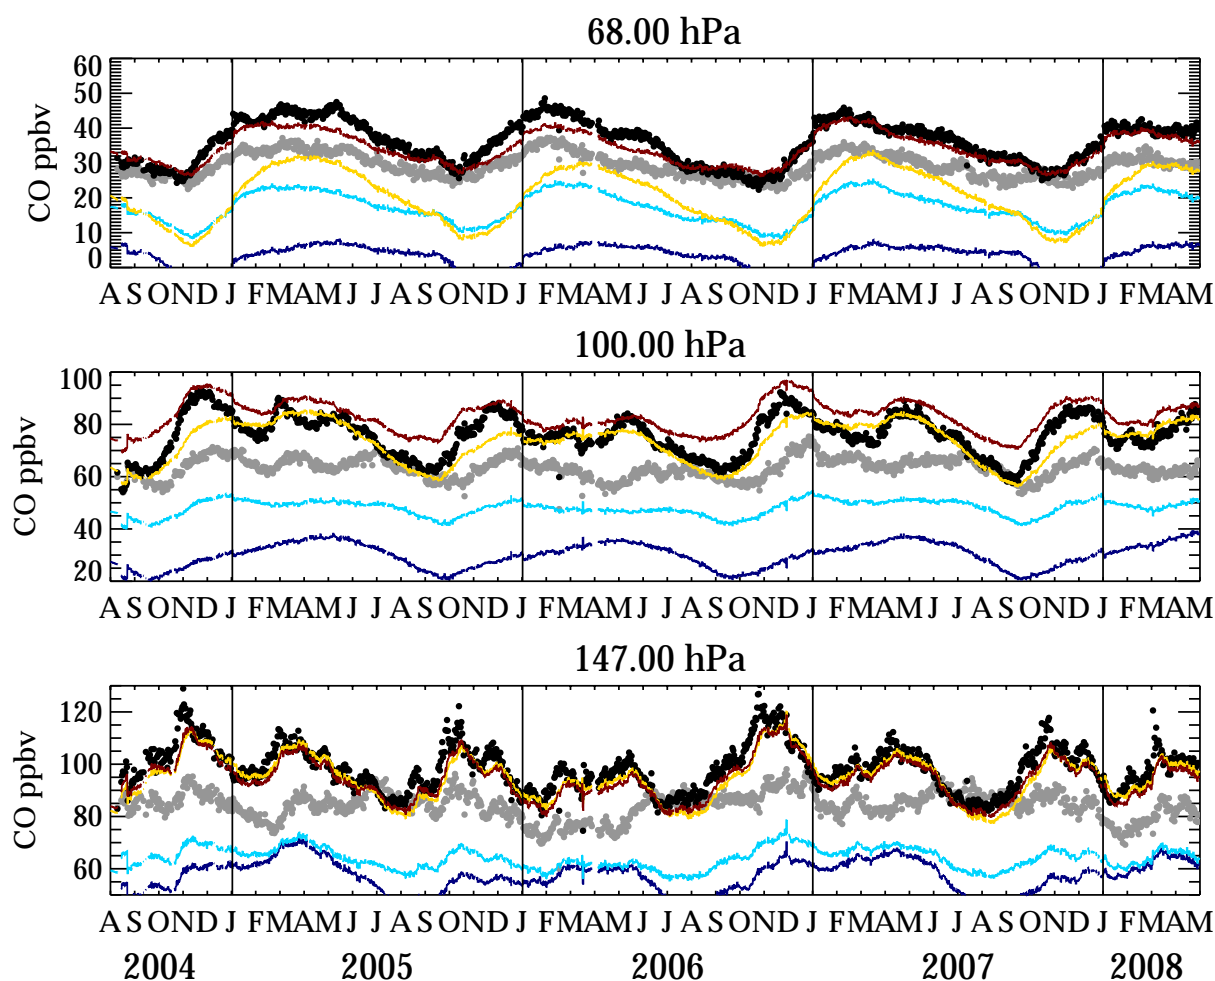 68.00 hPa
60
50
40
30
20
10
0
CO ppbv
A S O N D J F M A M J J A S O N D J F M A M J J A S O N D J F M A M J J A S O N D J F M A M
100.00 hPa
100
80
60
40
20
CO ppbv
A S O N D J F M A M J J A S O N D J F M A M J J A S O N D J F M A M J J A S O N D J F M A M
147.00 hPa
120
100
80
60
CO ppbv
A S O N D J F M A M J J A S O N D J F M A M J J A S O N D J F M A M J J A S O N D J F M A M
2004 2005 2006 2007 2008